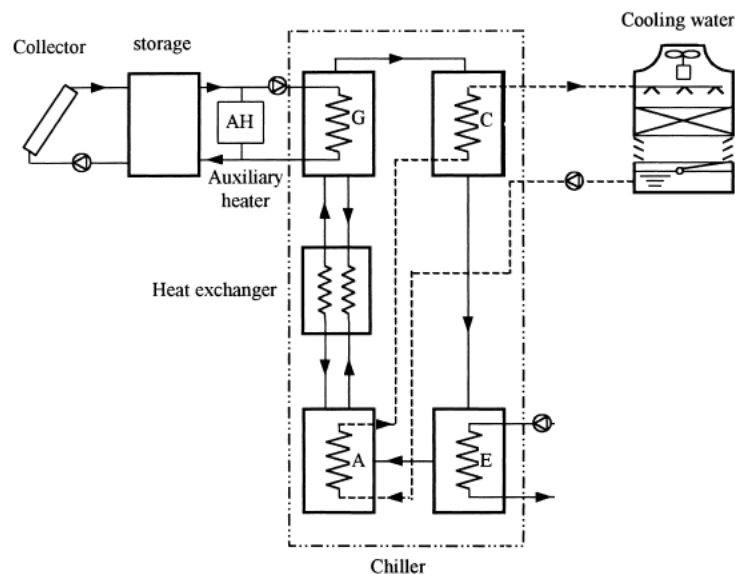 Cooling water
Collector
storage
AH
G
C
Auxiliary
heater
Heat exchanger
A
E
Chiller